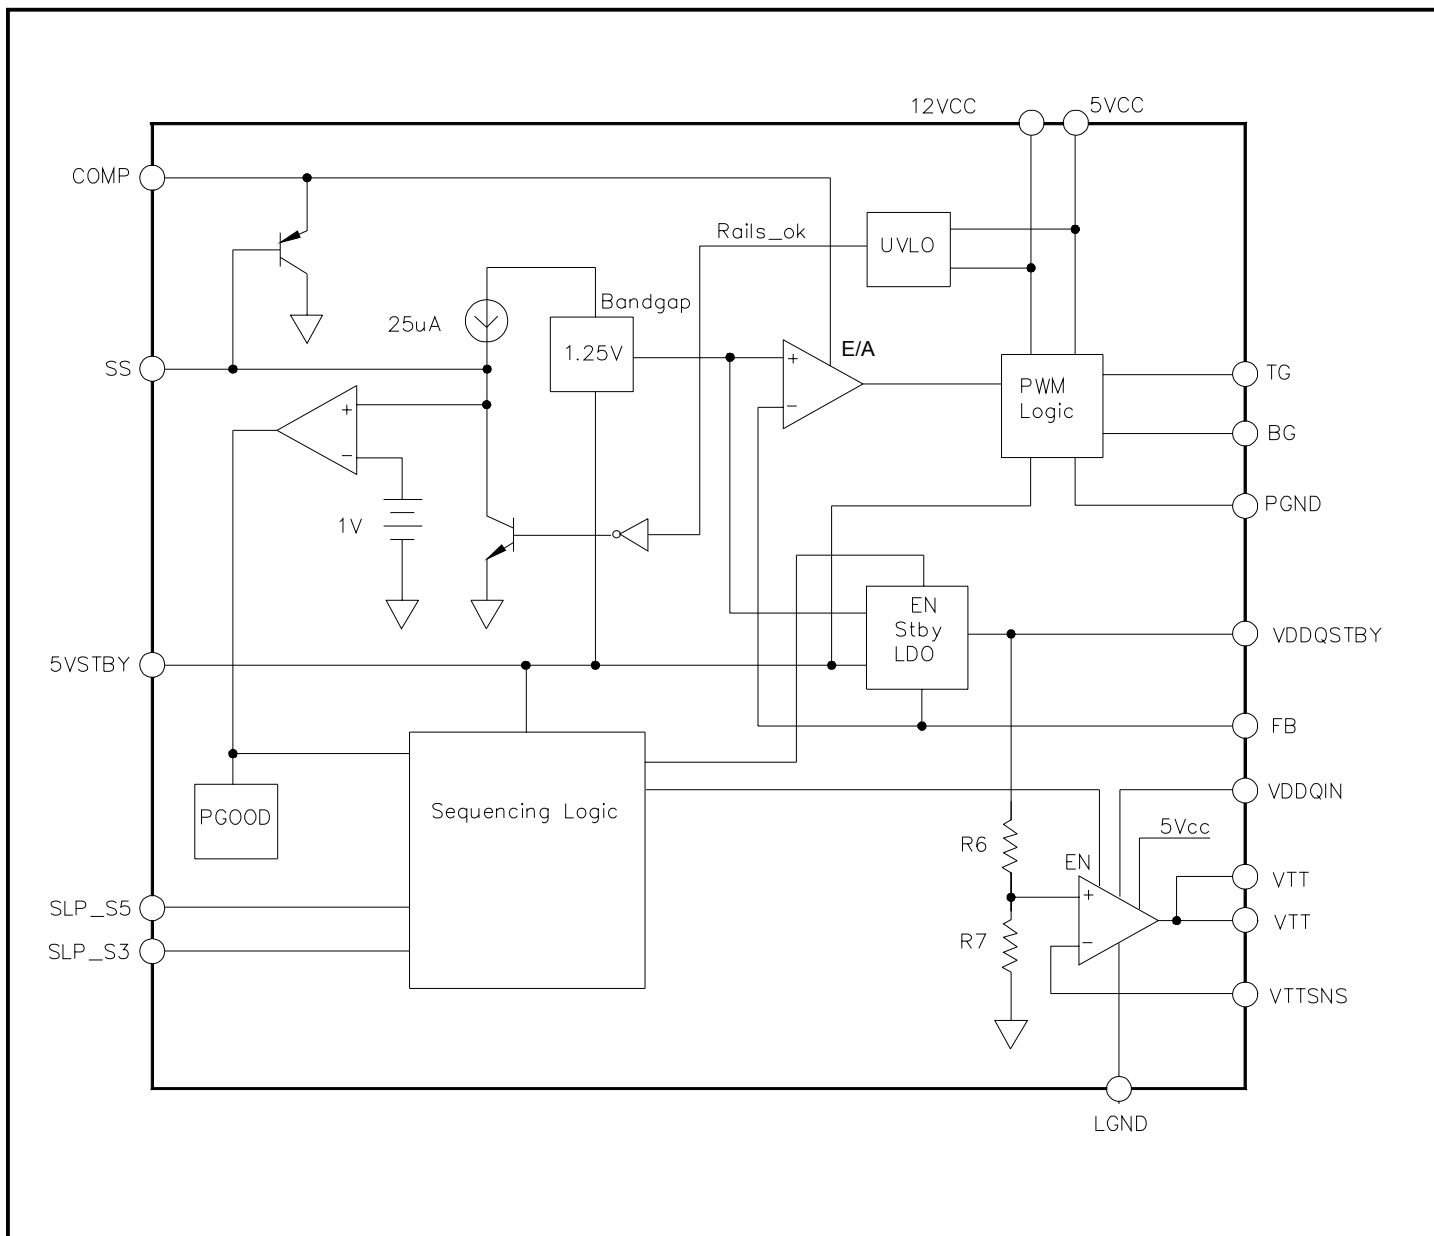 12VCC
5VCC
COMP
Rails_ok
UVLO
Bandgap
25uA
1.25V
+
E/A
−
SS
TG
PWM
Logic
BG
+
−
PGND
1V
EN
Stby
LDO
VDDQSTBY
5VSTBY
FB
VDDQIN
Sequencing Logic
PGOOD
5Vcc
R6
EN
VTT
+
SLP_S5
VTT
R7
−
SLP_S3
VTTSNS
LGND